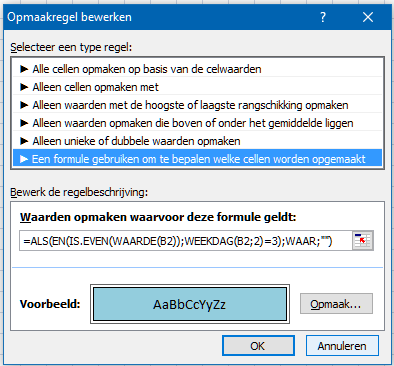 Opmaakregel bewerken
Selecteer een type regel:
► Alle cellen opmaken op basis van de celwaarden
► Alleen cellen opmaken met
► Alleen waarden met de hoogste of laagste rangschikking opmaken
► Alleen waarden opmaken die boven of onder het gemiddelde liggen
► Alleen unieke of dubbele waarden opmaken
► Een formule gebruiken om te bepalen welke cellen worden opgemaakt
Bewerk de regelbeschrijving:
Waarden opmaken waarvoor deze formule geldt:
=ALS(EN(IS.EVEN(WAARDE(B2));WEEKDAG(B2;2)=3);WAAR;"")
Voorbeeld:
AaBbCcYyZz
Opmaak...
OK
Annuleren